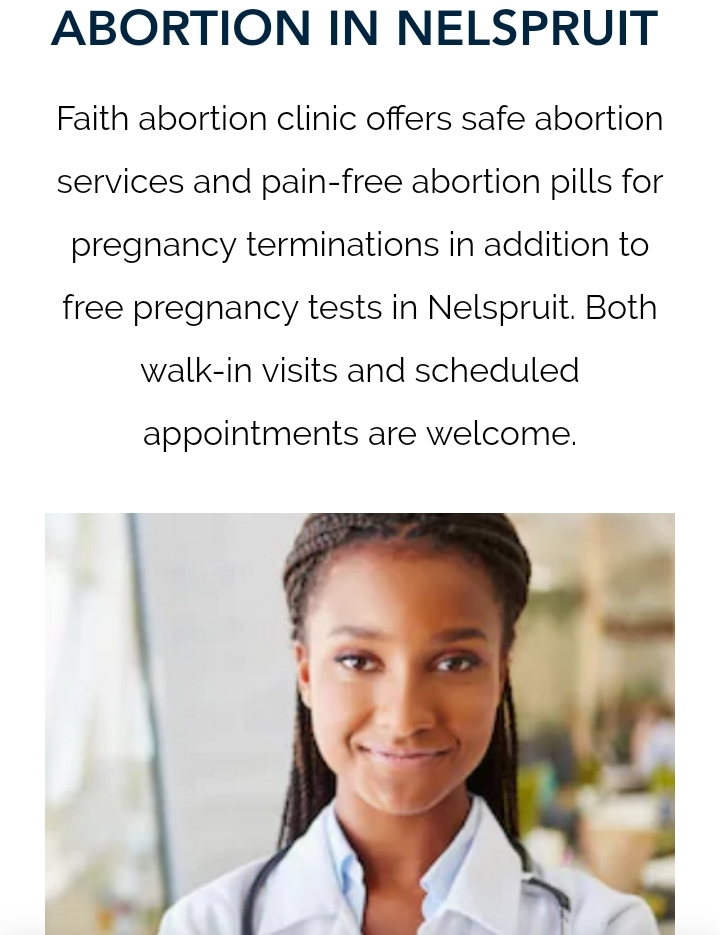 ABORTION IN NELSPRUIT
Faith abortion clinic offers safe abortion
services and pain-free abortion pills for
pregnancy terminations in addition to
free pregnancy tests in Nelspruit. Both
walk-in visits and scheduled
appointments are welcome.